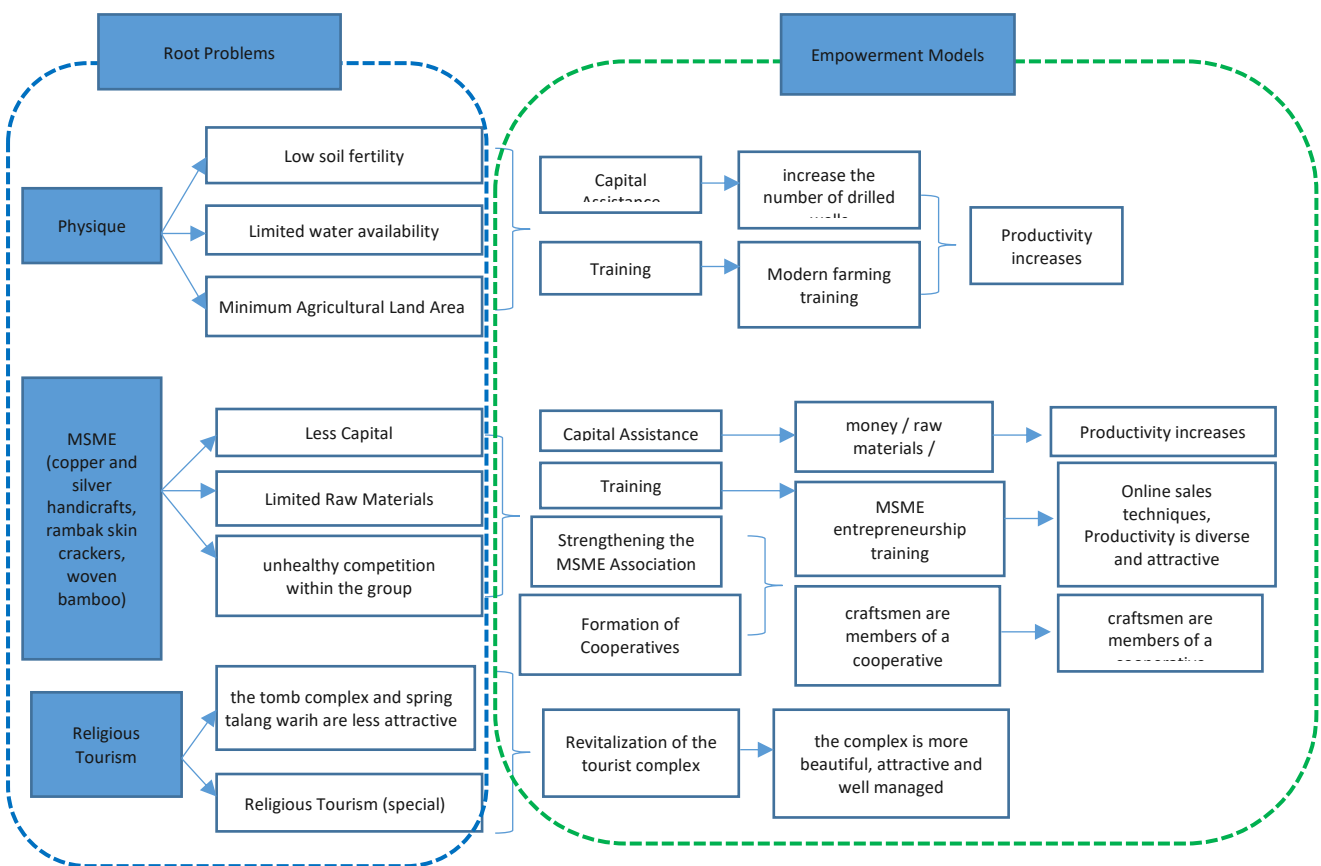 Root Problems
Empowerment Models
Physique
Low soil fertility
Limited water availability
Minimum Agricultural Land Area
Capital
Assistance
increase the
number of drilled
wells
Training
Modern farming
training
Productivity
increases
MSME
(copper and
silver
handicrafts,
rambak skin
crackers,
woven
bamboo)
Less Capital
Limited Raw Materials
unhealthy competition
within the group
Capital Assistance
money / raw
materials /
Productivity increases
Training
MSME
entrepreneurship
training
Online sales
techniques,
Productivity is diverse
and attractive
Strengthening the
MSME Association
Formation of
Cooperatives
craftsmen are
members of a
cooperative
craftsmen are
members of a
cooperative
Religious
Tourism
the tomb complex and spring
talang warih are less attractive
Religious Tourism (special)
Revitalization of the
tourist complex
the complex is more
beautiful, attractive and
well managed